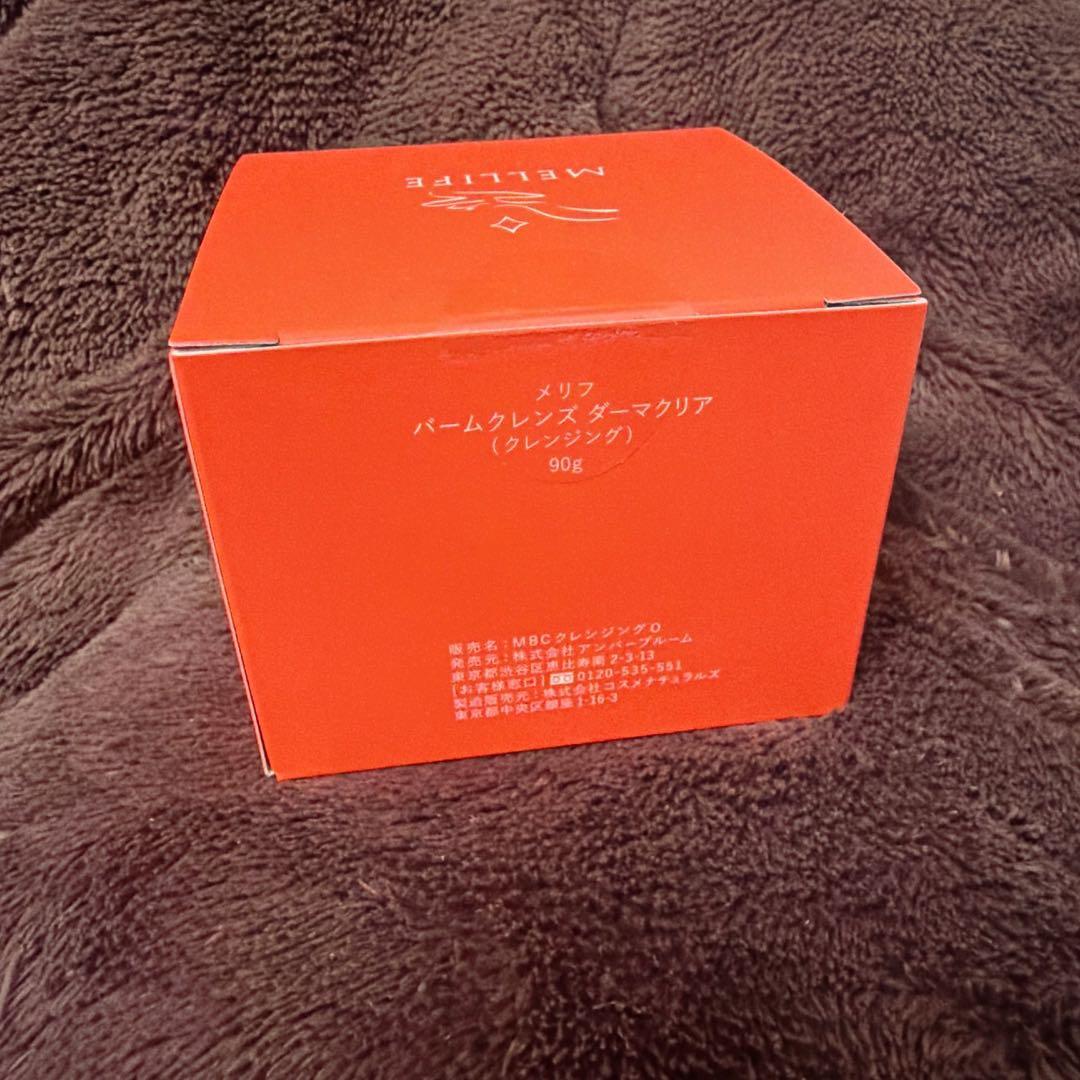 MELLIFE
メリフ
バームクレンズ ダーマクリア
(クレンジング)
90g
販売名:MBCクレンジングO
発売元:株式会社アンバーブルーム
東京都渋谷区恵比寿南2-3-13
[お客様窓口]0120-535-551
製造販売元:株式会社コスメナチュラルズ
東京都中央区銀座1-16-3